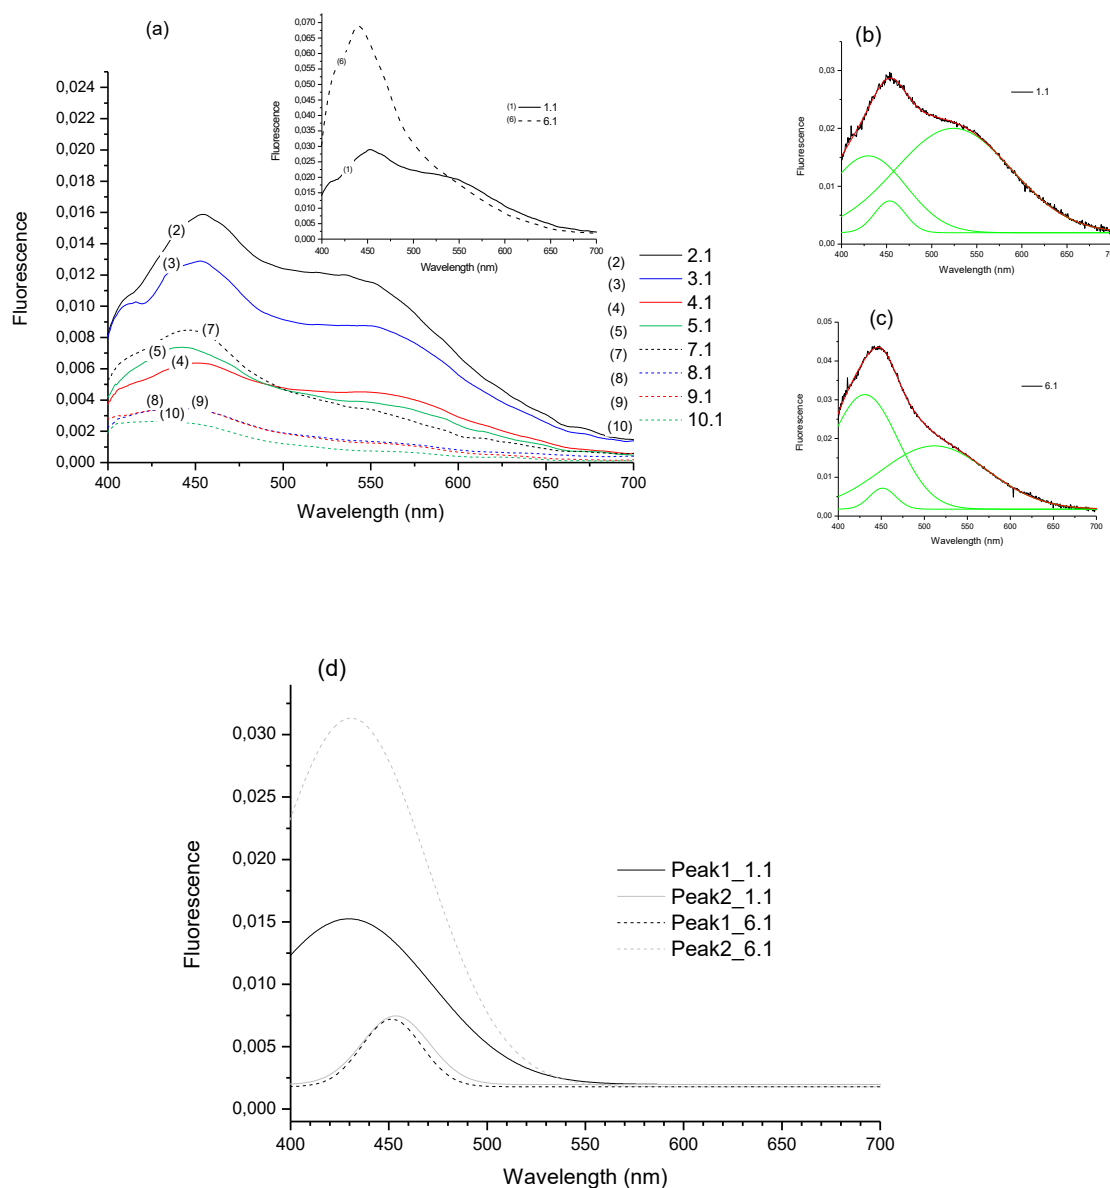 (a)
Fluorescence
0,024
0,022
0,020
0,018
0,016
0,014
0,012
0,010
0,008
0,006
0,004
0,002
0,000
400 450 500 550 600 650 700
Wavelength (nm)
(2)
(3)
(7)
(5)
(4)
(8) (9)
(10)
Fluorescence
0,070
0,065
0,060
0,055
0,050
0,045
0,040
0,035
0,030
0,025
0,020
0,015
0,010
0,005
0,000
400 450 500 550 600 650 700
Wavelength (nm)
(6)
(1)
(1) 1.1
(6) 6.1
(2) 2.1
(3) 3.1
(4) 4.1
(5) 5.1
(7) 7.1
(8) 8.1
(9) 9.1
(10) 10.1
(b)
Fluorescence
0,03
0,02
0,01
0,00
400 450 500 550 600 650 700
Wavelength (nm)
1.1
(c)
Fluorescence
0,05
0,04
0,03
0,02
0,01
0,00
400 450 500 550 600 650 700
Wavelength (nm)
6.1
(d)
Fluorescence
0,030
0,025
0,020
0,015
0,010
0,005
0,000
400 450 500 550 600 650 700
Wavelength (nm)
Peak1_1.1
Peak2_1.1
Peak1_6.1
Peak2_6.1